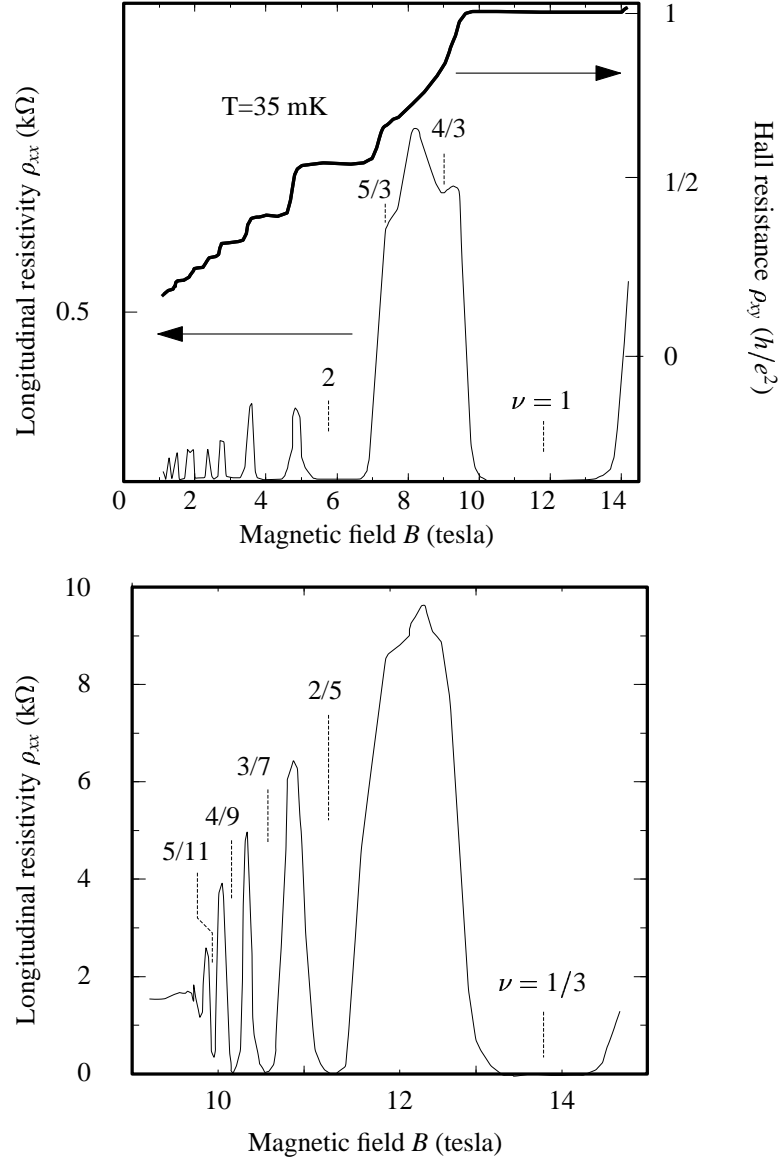 1
T=35 mK
4/3
5/3
1/2
Longitudinal resistivity ρxx (kΩ)
Hall resistance ρxy (h/e²)
0.5
0
2
ν = 1
0 2 4 6 8 10 12 14
Magnetic field B (tesla)
10
8
2/5
3/7
6
4/9
5/11
4
Longitudinal resistivity ρxx (kΩ)
2
ν = 1/3
0
10 12 14
Magnetic field B (tesla)